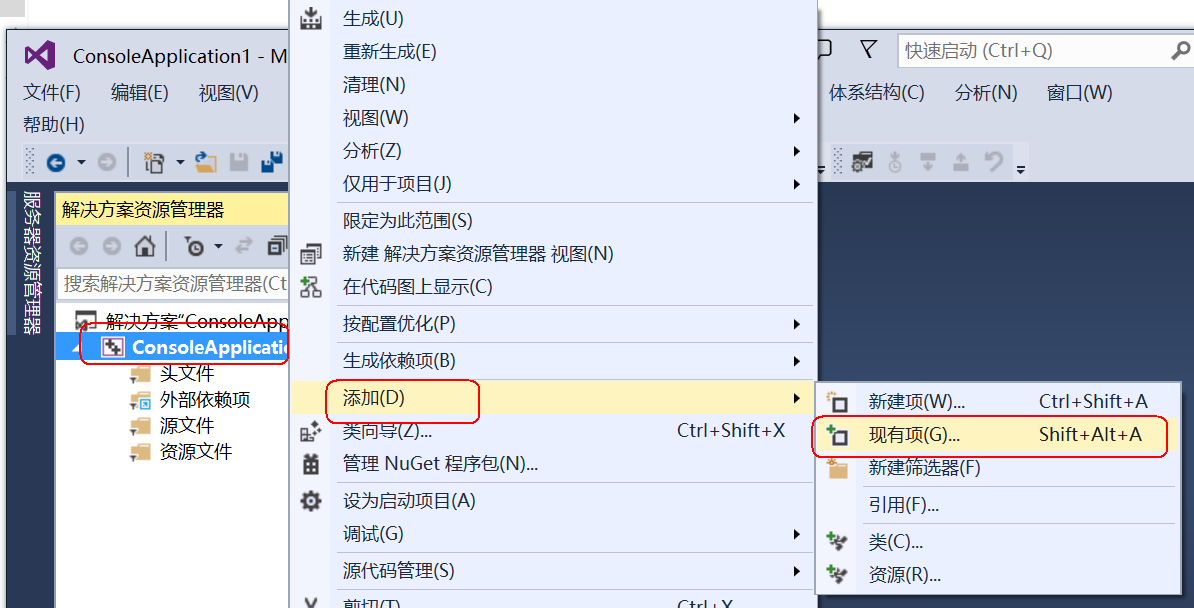 ConsoleApplication1 - M
快速启动 (Ctrl+Q)
文件(F) 编辑(E) 视图(V)
体系结构(C) 分析(N) 窗口(W)
帮助(H)
服务器资源管理器
解决方案资源管理器
搜索解决方案资源管理器(Ct
解决方案"ConsoleApp
ConsoleApplicatio
头文件
外部依赖项
源文件
资源文件
生成(U)
重新生成(E)
清理(N)
视图(W)
分析(Z)
仅用于项目(J)
限定为此范围(S)
新建 解决方案资源管理器 视图(N)
在代码图上显示(C)
按配置优化(P)
生成依赖项(B)
添加(D)
类向导(Z)... Ctrl+Shift+X
管理 NuGet 程序包(N)...
设为启动项目(A)
调试(G)
源代码管理(S)
剪切(T) Ctrl+X
新建项(W)... Ctrl+Shift+A
现有项(G)... Shift+Alt+A
新建筛选器(F)
引用(F)...
类(C)...
资源(R)...